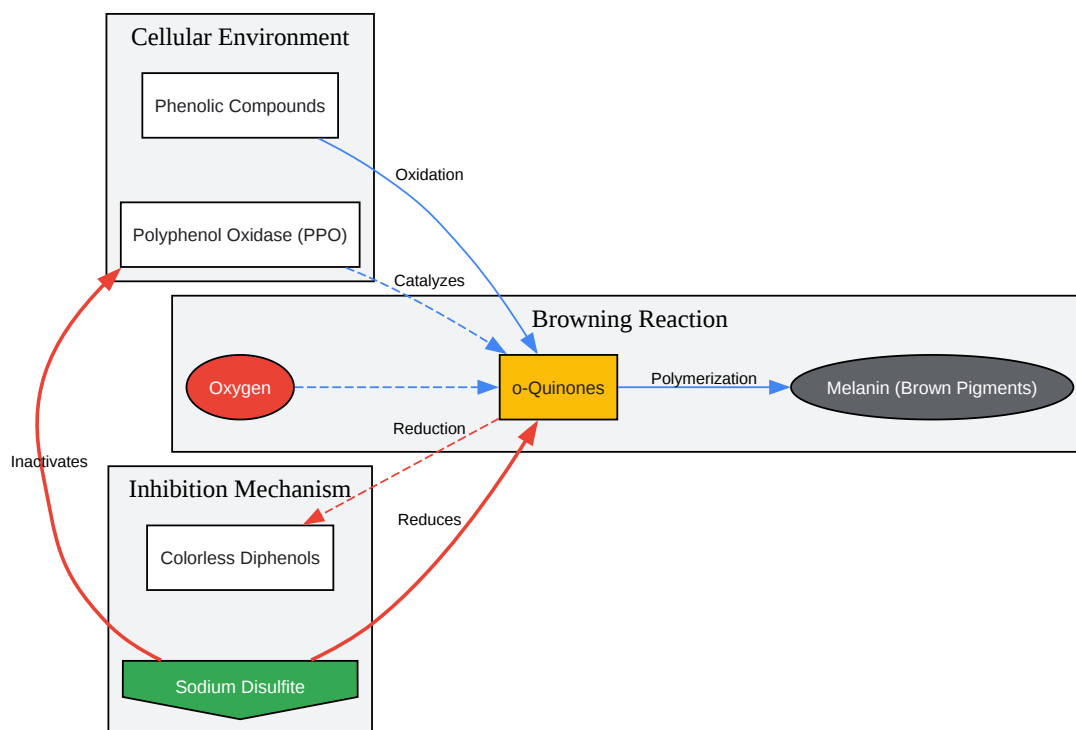 Cellular Environment
Phenolic Compounds
Oxidation
Polyphenol Oxidase (PPO)
Catalyzes
Browning Reaction
Oxygen
o-Quinones
Polymerization
Melanin (Brown Pigments)
Reduction
Inactivates
Inhibition Mechanism
Reduces
Colorless Diphenols
Sodium Disulfite